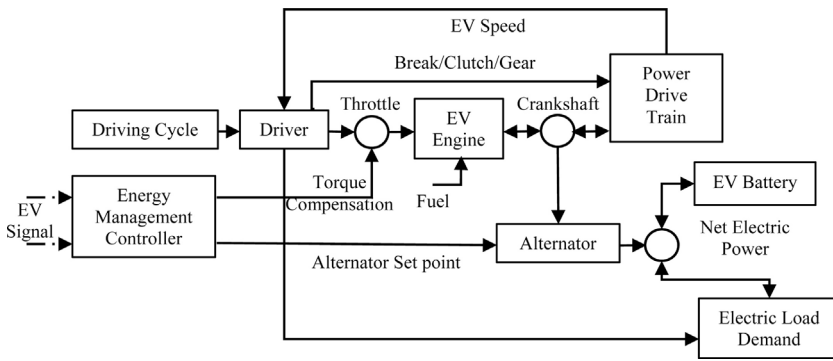 EV Speed
Break/Clutch/Gear
Power
Drive
Train
Throttle
EV
Engine
Crankshaft
Driving Cycle
Driver
Fuel
Torque
Compensation
EV
Signal
Energy
Management
Controller
Alternator Set point
Alternator
EV Battery
Net Electric
Power
Electric Load
Demand